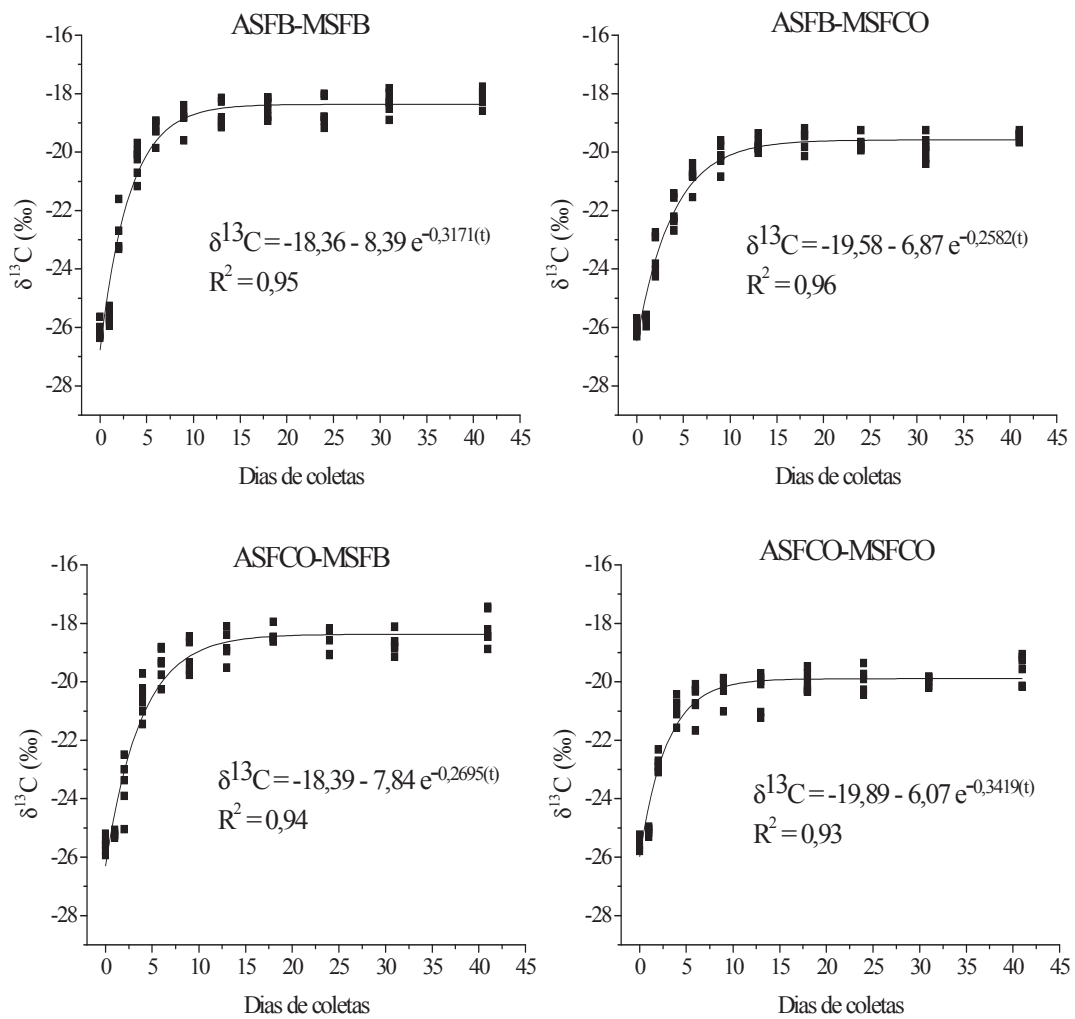 ASFB-MSFB
-16
-18
-20
-22
-24
-26
-28
δ¹³C (‰)
δ¹³C = -18,36 - 8,39 e^-0,3171(t)
R² = 0,95
0 5 10 15 20 25 30 35 40 45
Dias de coletas
ASFB-MSFCO
-16
-18
-20
-22
-24
-26
-28
δ¹³C (‰)
δ¹³C = -19,58 - 6,87 e^-0,2582(t)
R² = 0,96
0 5 10 15 20 25 30 35 40 45
Dias de coletas
ASFCO-MSFB
-16
-18
-20
-22
-24
-26
-28
δ¹³C (‰)
δ¹³C = -18,39 - 7,84 e^-0,2695(t)
R² = 0,94
0 5 10 15 20 25 30 35 40 45
Dias de coletas
ASFCO-MSFCO
-16
-18
-20
-22
-24
-26
-28
δ¹³C (‰)
δ¹³C = -19,89 - 6,07 e^-0,3419(t)
R² = 0,93
0 5 10 15 20 25 30 35 40 45
Dias de coletas